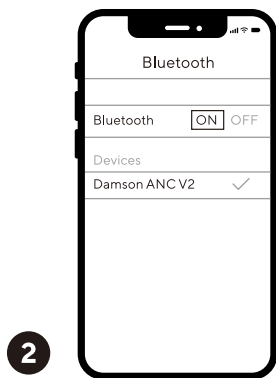 Bluetooth
Bluetooth ON OFF
Devices
Damson ANC V2
2